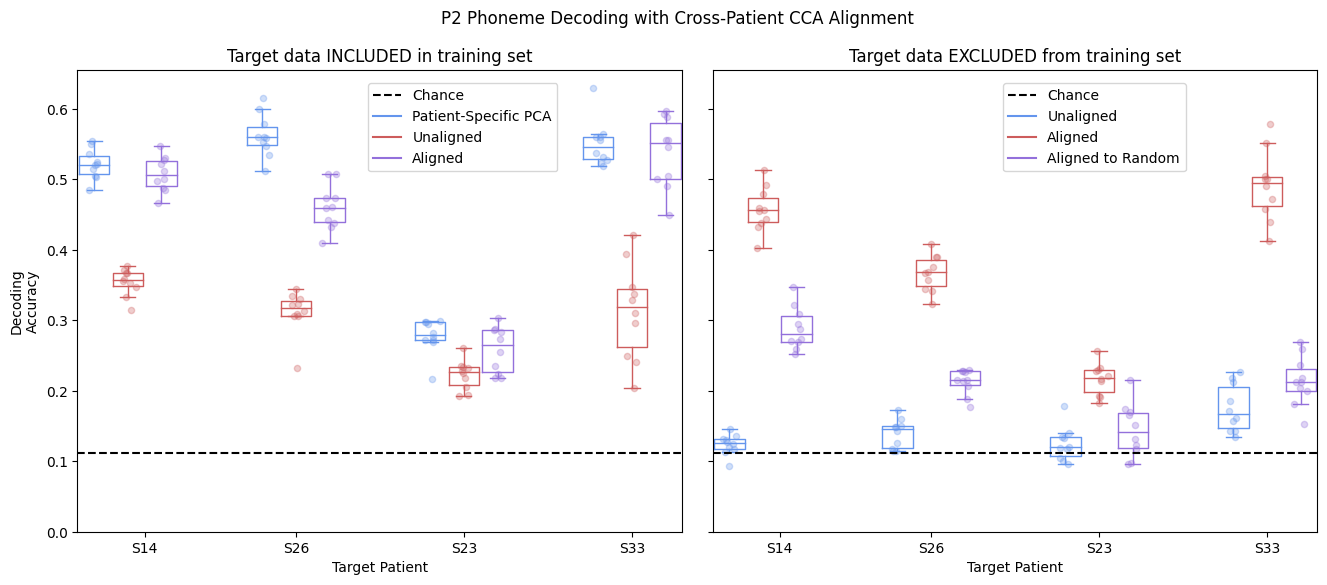 P2 Phoneme Decoding with Cross-Patient CCA Alignment
Target data INCLUDED in training set
Chance
Patient-Specific PCA
Unaligned
Aligned
0.6
0.5
0.4
0.3
0.2
0.1
0.0
Decoding
Accuracy
S14
S26
S23
S33
Target Patient
Target data EXCLUDED from training set
Chance
Unaligned
Aligned
Aligned to Random
S14
S26
S23
S33
Target Patient